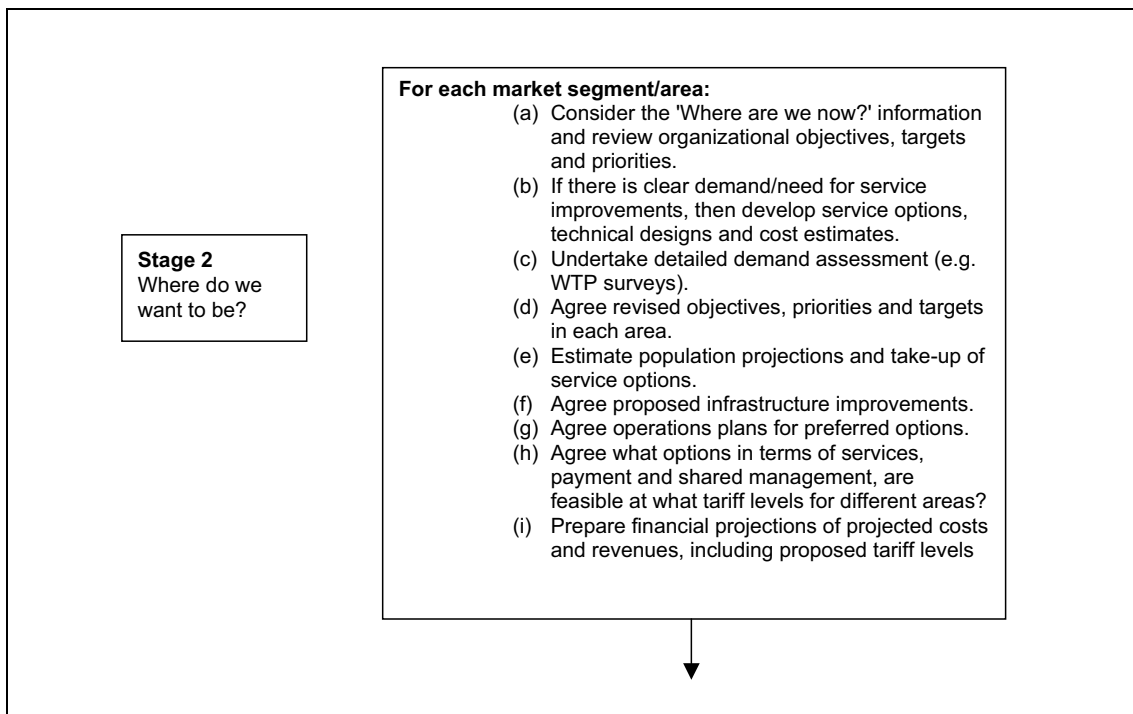 Stage 2
Where do we
want to be?
For each market segment/area:
(a) Consider the 'Where are we now?' information
and review organizational objectives, targets
and priorities.
(b) If there is clear demand/need for service
improvements, then develop service options,
technical designs and cost estimates.
(c) Undertake detailed demand assessment (e.g.
WTP surveys).
(d) Agree revised objectives, priorities and targets
in each area.
(e) Estimate population projections and take-up of
service options.
(f) Agree proposed infrastructure improvements.
(g) Agree operations plans for preferred options.
(h) Agree what options in terms of services,
payment and shared management, are
feasible at what tariff levels for different areas?
(i) Prepare financial projections of projected costs
and revenues, including proposed tariff levels